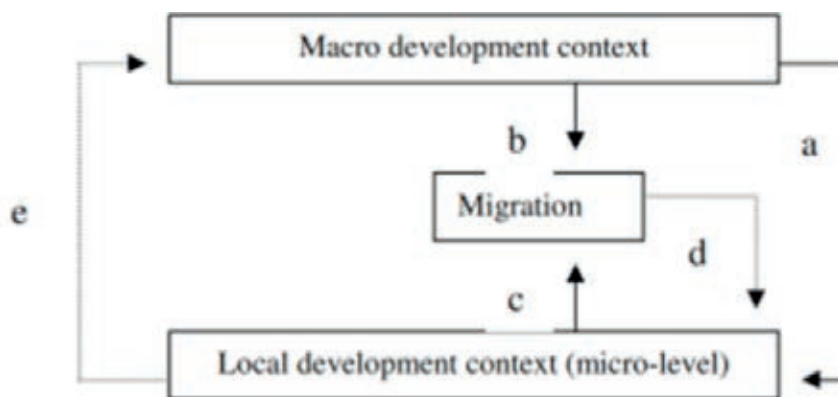 Macro development context
b
a
Migration
e
d
c
Local development context (micro-level)